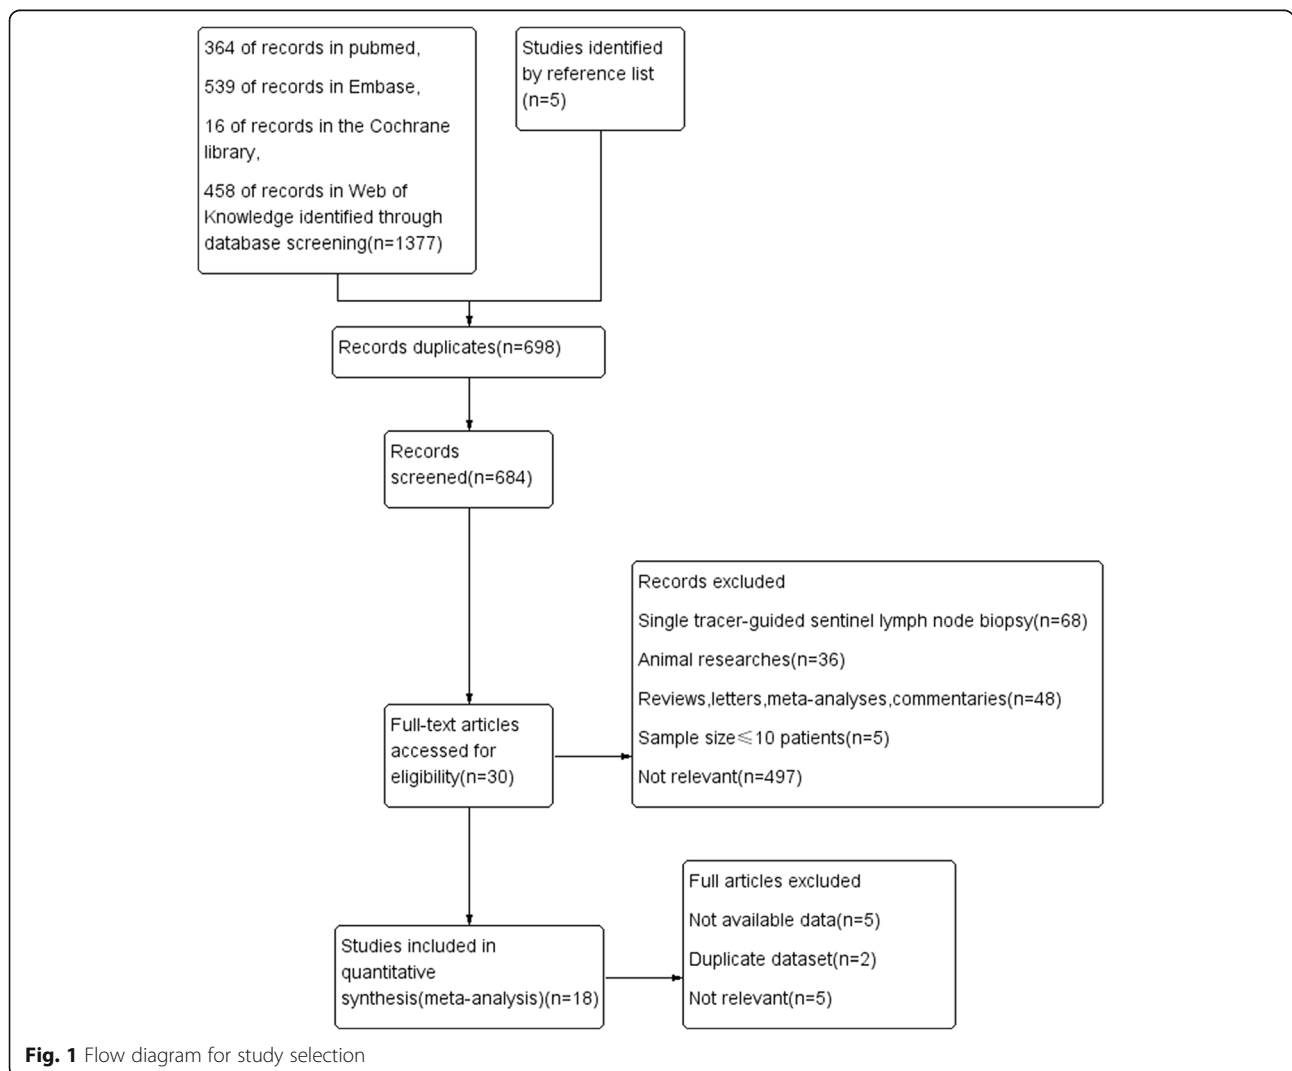 364 of records in pubmed,
539 of records in Embase,
16 of records in the Cochrane
library,
458 of records in Web of
Knowledge identified through
database screening(n=1377)
Studies identified
by reference list
(n=5)
Records duplicates(n=698)
Records
screened(n=684)
Records excluded
Single tracer-guided sentinel lymph node biopsy(n=68)
Animal researches(n=36)
Reviews,letters,meta-analyses,commentaries(n=48)
Sample size≤10 patients(n=5)
Not relevant(n=497)
Full-text articles
accessed for
eligibility(n=30)
Full articles excluded
Not available data(n=5)
Duplicate dataset(n=2)
Not relevant(n=5)
Studies included in
quantitative
synthesis(meta-analysis)(n=18)
Fig. 1 Flow diagram for study selection